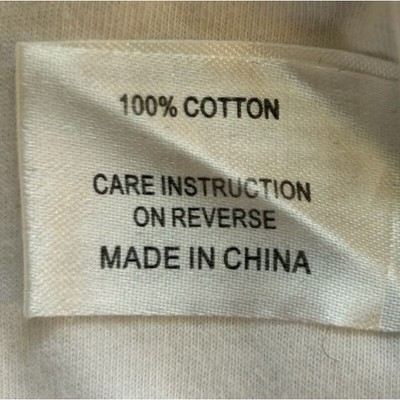 100% COTTON
CARE INSTRUCTION
ON REVERSE
MADE IN CHINA